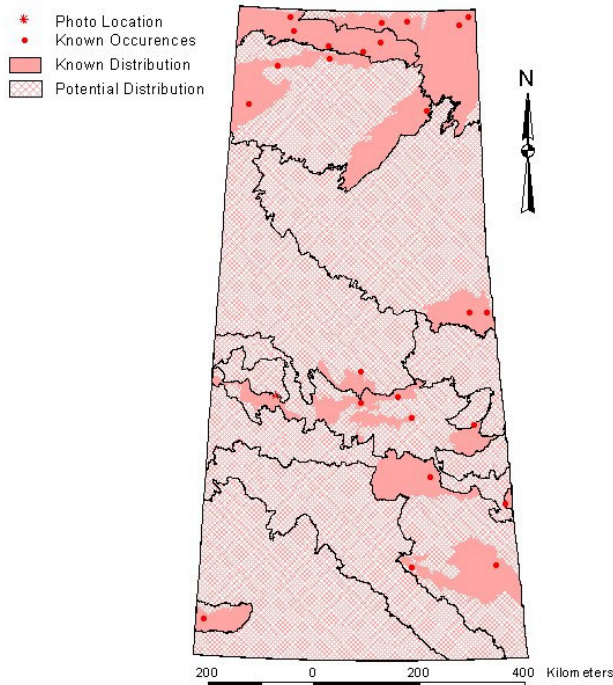 Photo Location
Known Occurences
Known Distribution
Potential Distribution
N
200 0 200 400 Kilometers